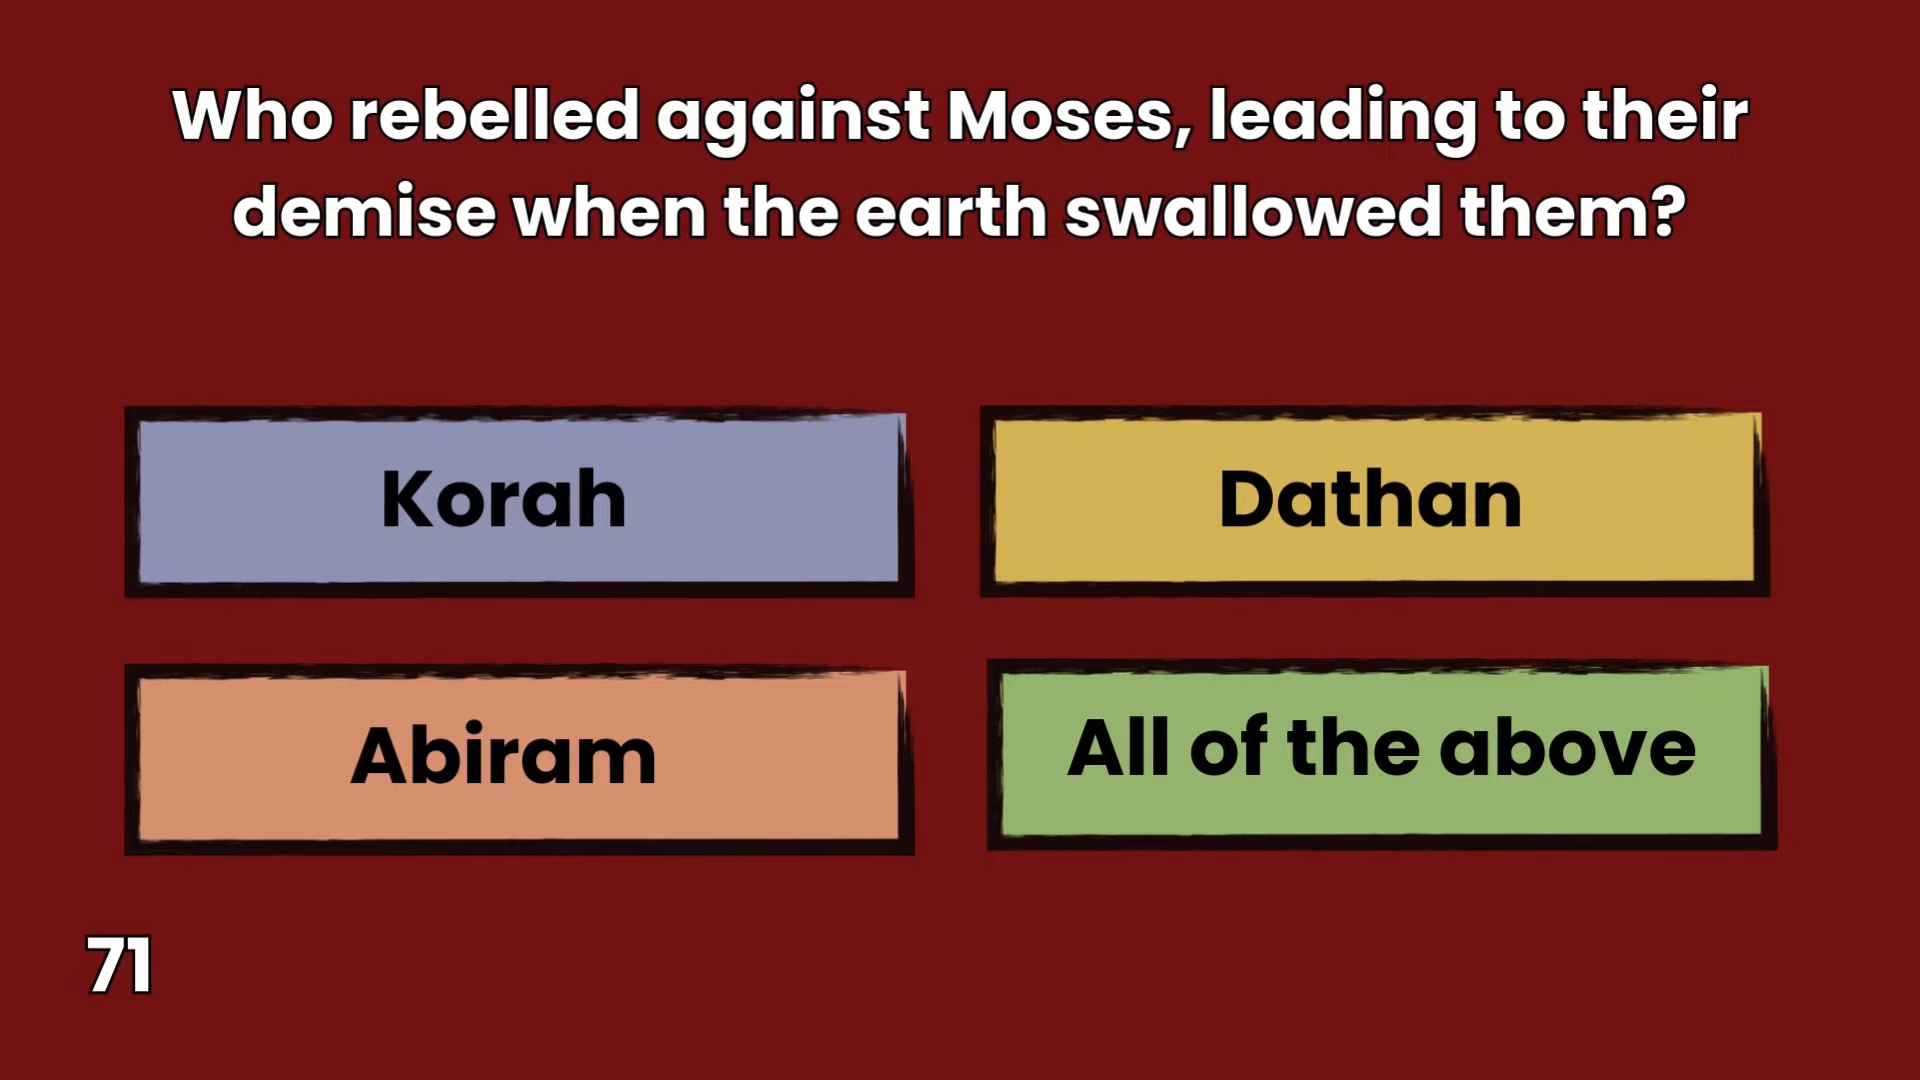 Who rebelled against Moses, leading to their
demise when the earth swallowed them?
Korah
Dathan
Abiram
All of the above
71